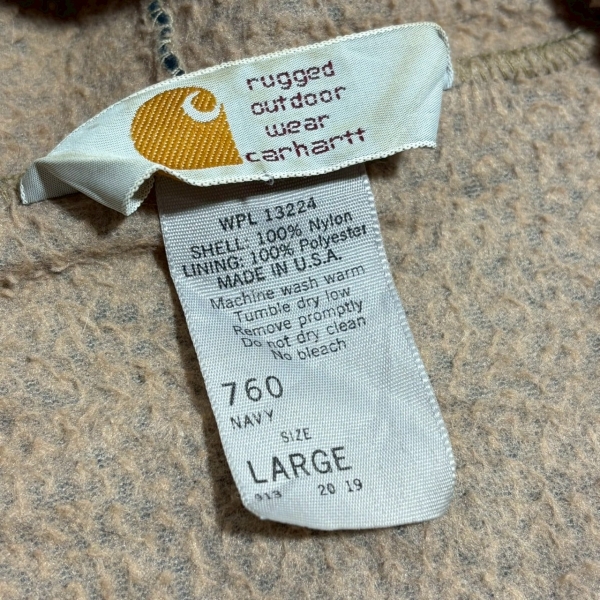 rugged
outdoor
wear
carhartt
WPL 13224
SHELL: 100% Nylon
LINING: 100% Polyester
MADE IN U.S.A.
Machine wash warm
Tumble dry low
Remove promptly
Do not dry clean
No bleach
760
NAVY
SIZE
LARGE
20 19